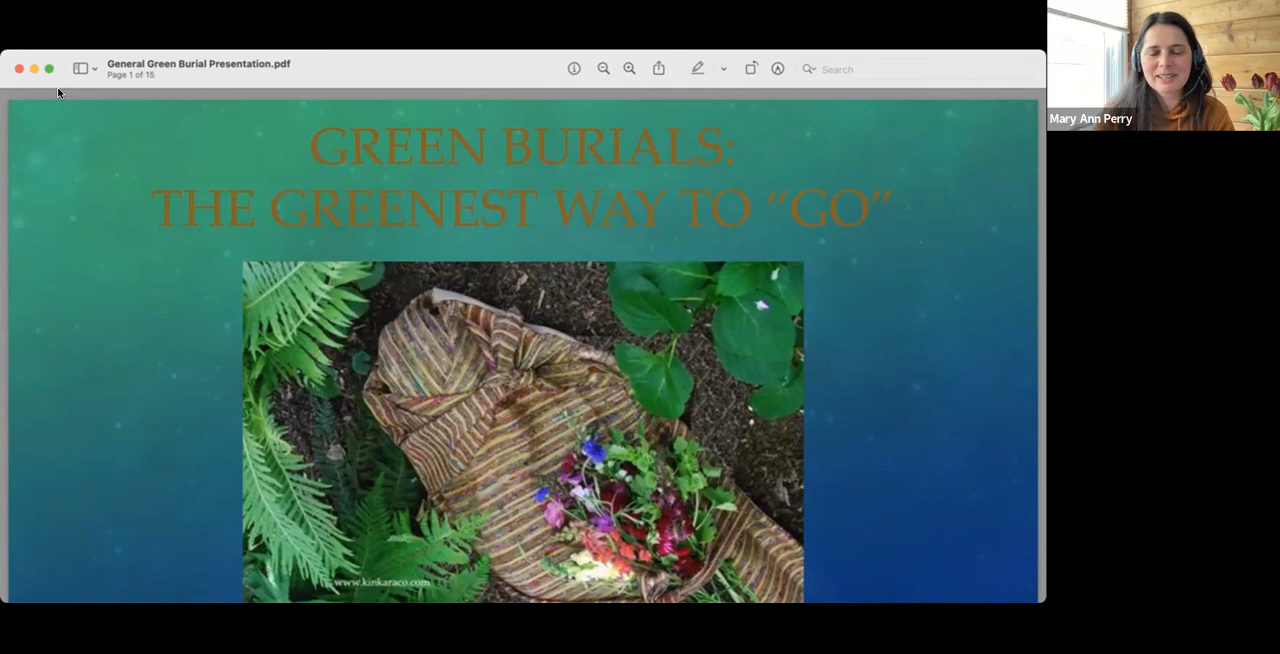 General Green Burial Presentation.pdf
Page 1 of 15
Search
GREEN BURIALS:
THE GREENEST WAY TO “GO”
www.kinkaraco.com
Mary Ann Perry